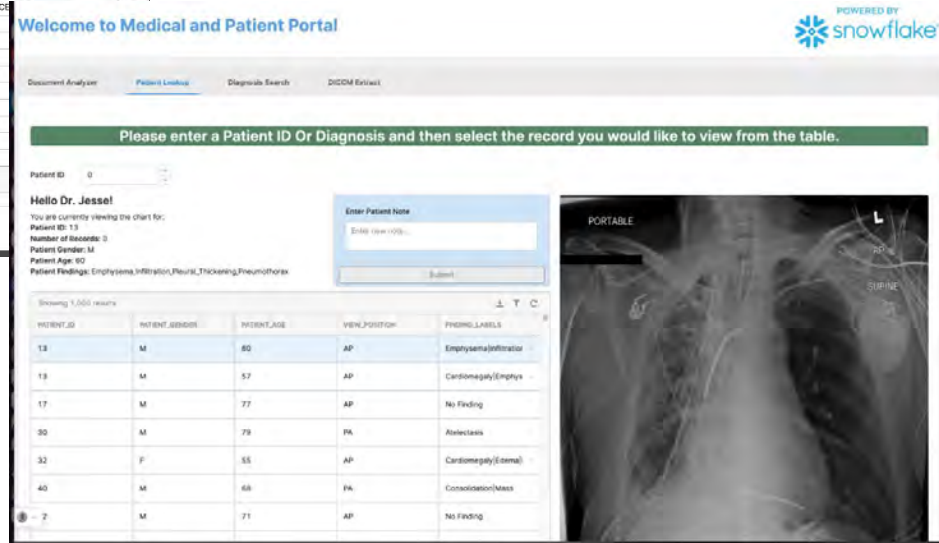 CE
Welcome to Medical and Patient Portal
POWERED BY
snowflake
Document Analyzer
Patient Lookup
Diagnosis Search
DICOM Extract
Please enter a Patient ID Or Diagnosis and then select the record you would like to view from the table.
Patient ID 0
Hello Dr. Jesse!
You are currently viewing the chart for:
Patient ID: 13
Number of Records: 0
Patient Gender: M
Patient Age: 60
Patient Findings: Emphysema,Infiltration,Pleural_Thickening,Pneumothorax
Enter Patient Note
Enter new note...
Submit
Showing 1,000 results
PATIENT_ID PATIENT_GENDER PATIENT_AGE VIEW_POSITION FINDING_LABELS
13 M 60 AP Emphysema|Infiltration
13 M 57 AP Cardiomegaly|Emphys
17 M 77 AP No Finding
30 M 79 PA Atelectasis
32 F 55 AP Cardiomegaly|Edema|
40 M 68 PA Consolidation|Mass
2 M 71 AP No Finding
PORTABLE
L
AP
SUPINE